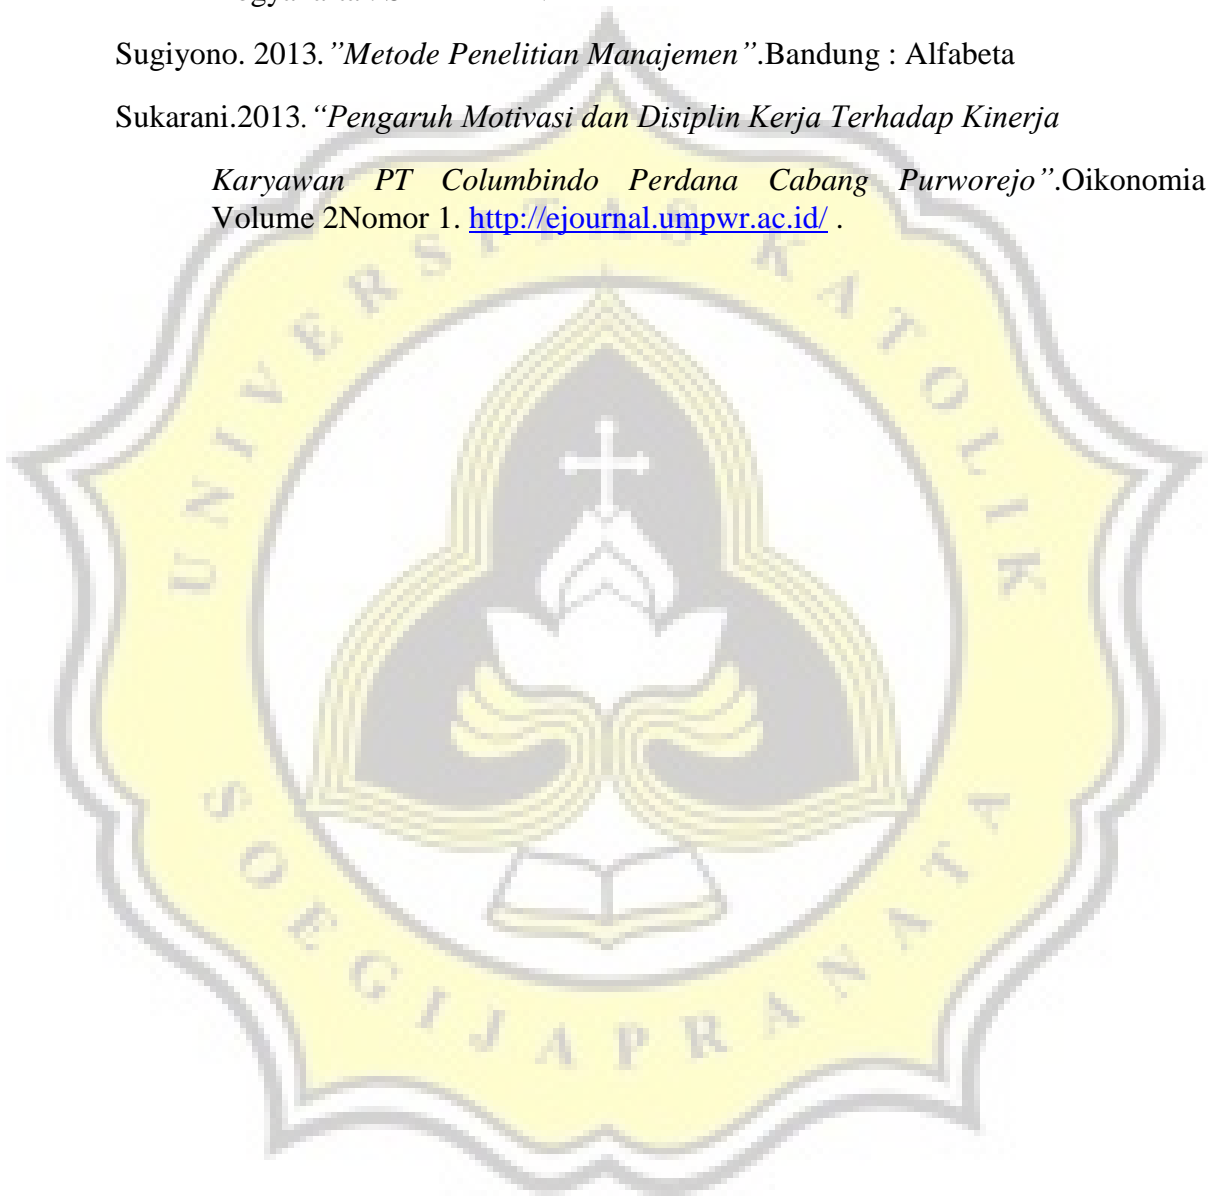 Sugiyono. 2013. ”Metode Penelitian Manajemen”.Bandung : Alfabeta
Sukarani.2013. “Pengaruh Motivasi dan Disiplin Kerja Terhadap Kinerja
Karyawan PT Columbindo Perdana Cabang Purworejo”.Oikonomia
Volume 2Nomor 1. http://ejournal.umpwr.ac.id/ .
UNIVERSITAS KATOLIK
SOEGIJAPRANATA